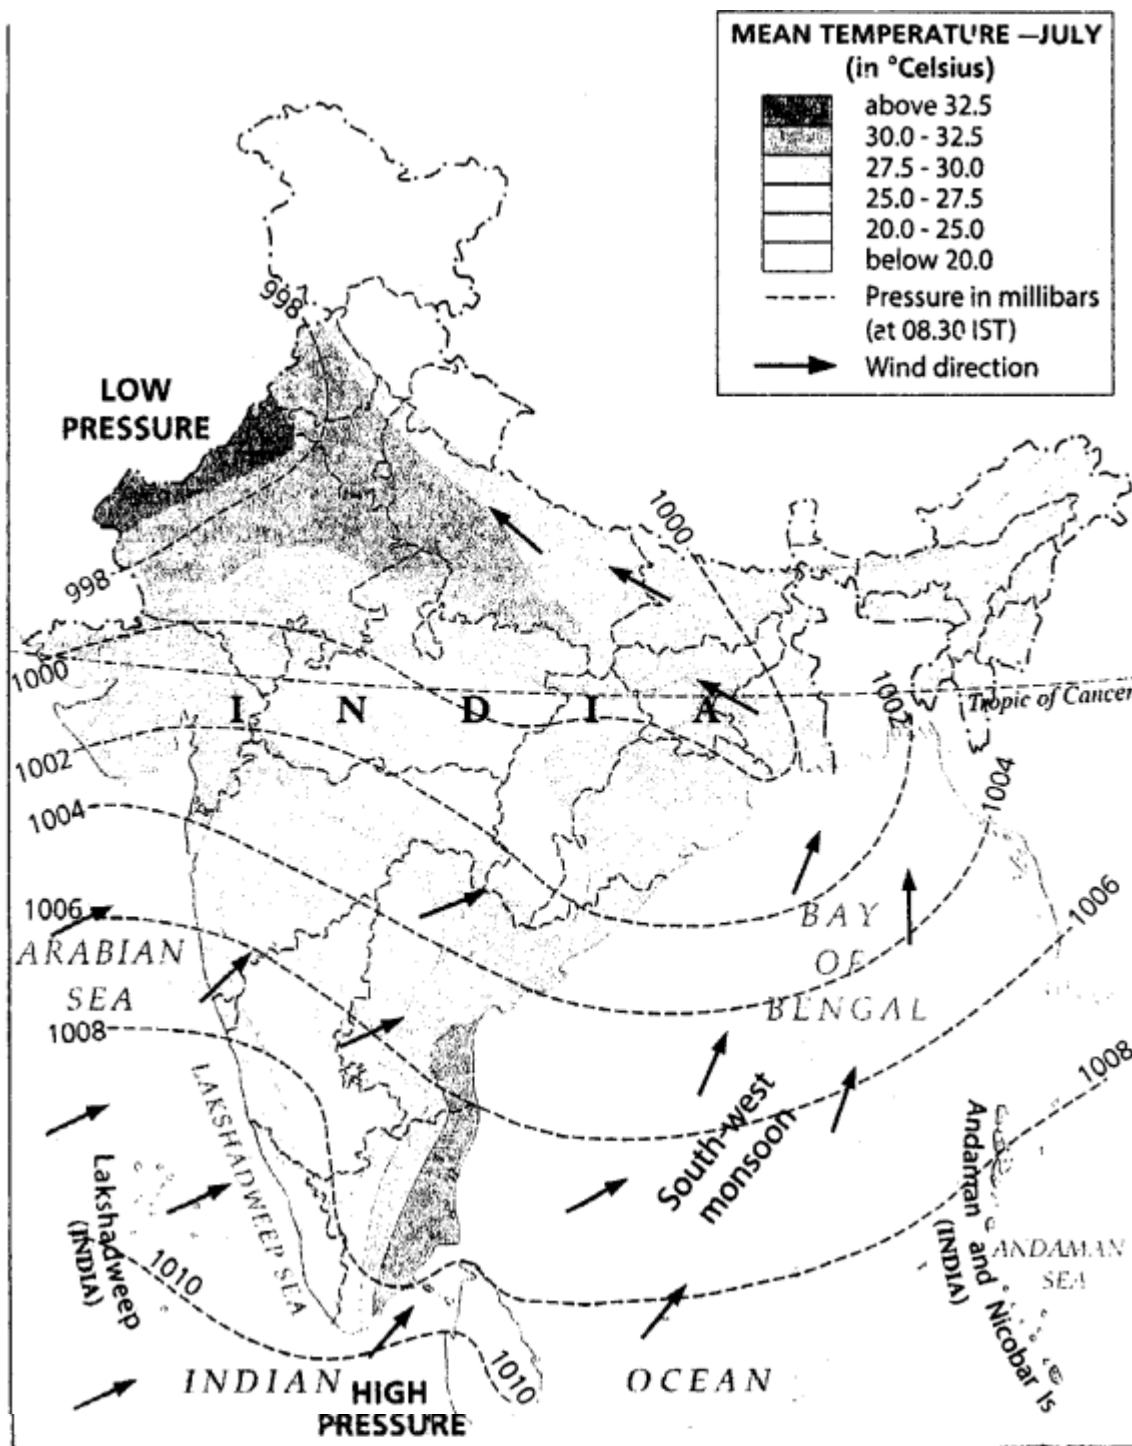 MEAN TEMPERATURE —JULY
(in °Celsius)
above 32.5
30.0 - 32.5
27.5 - 30.0
25.0 - 27.5
20.0 - 25.0
below 20.0
Pressure in millibars
(at 08.30 IST)
Wind direction
998
LOW
PRESSURE
1000
998
1000
I N D I A
1002
Tropic of Cancer
1002
1004
1004
1006
1006
ARABIAN
SEA
BAY
OF
BENGAL
1008
1008
LAKSHADWEEP SEA
South-west
monsoon
Lakshadweep
(INDIA)
Andaman and Nicobar Is
(INDIA)
ANDAMAN
SEA
1010
1010
INDIAN OCEAN
HIGH
PRESSURE